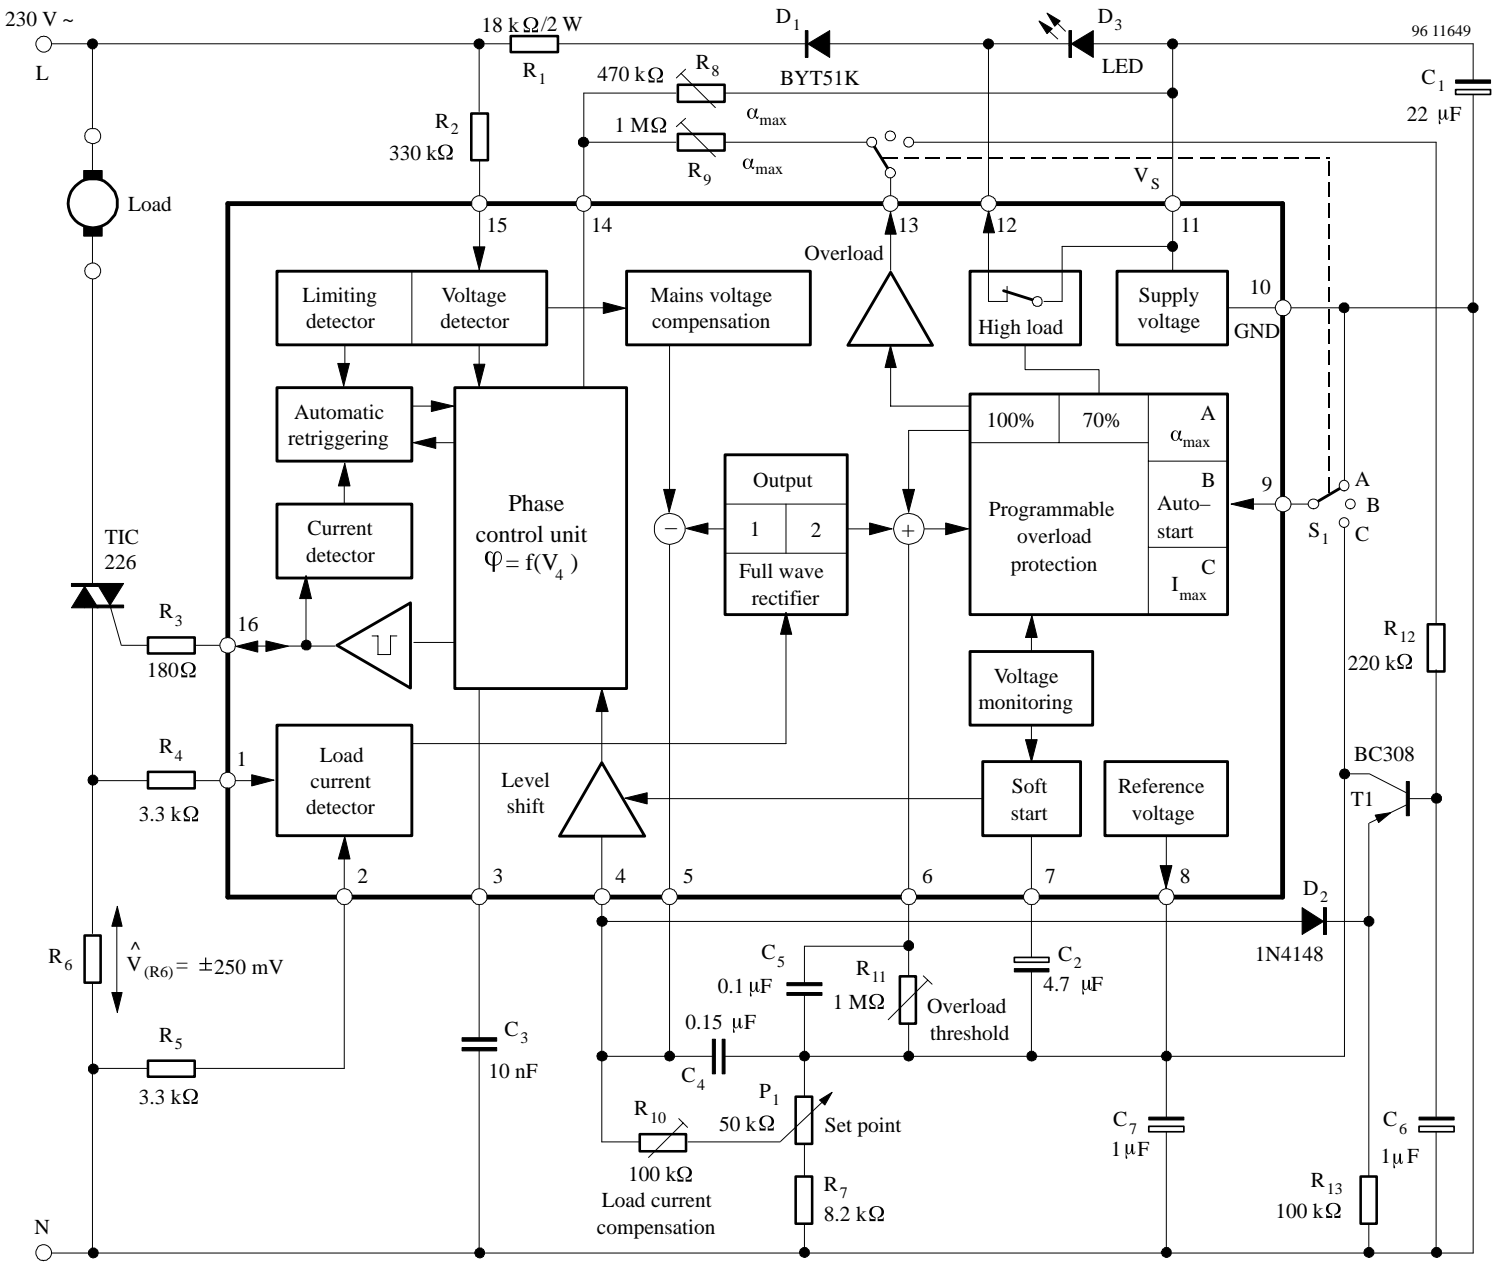 230 V ~
18 kΩ/2 W
D1
D3
96 11649
L
R1
BYT51K
LED
C1
22 μF
470 kΩ
R8
αmax
R2
330 kΩ
1 MΩ
R9
αmax
VS
Load
15
14
13
12
11
Overload
Limiting
detector
Voltage
detector
Mains voltage
compensation
High load
Supply
voltage
10
GND
Automatic
retriggering
100%
70%
A
αmax
Phase
control unit
φ = f(V4)
Output
1
2
Full wave
rectifier
−
+
Programmable
overload
protection
B
Auto–
start
C
Imax
9
A
B
S1
C
Current
detector
TIC
226
R3
180Ω
16
R12
220 kΩ
Voltage
monitoring
R4
3.3 kΩ
1
Load
current
detector
Level
shift
Soft
start
Reference
voltage
BC308
T1
2
3
4
5
6
7
8
D2
1N4148
R6
^
V(R6) = ±250 mV
C5
0.1 μF
R11
1 MΩ
Overload
threshold
C2
4.7 μF
R5
3.3 kΩ
C3
10 nF
0.15 μF
C4
R10
100 kΩ
Load current
compensation
P1
50 kΩ
Set point
C7
1 μF
C6
1 μF
R7
8.2 kΩ
R13
100 kΩ
N